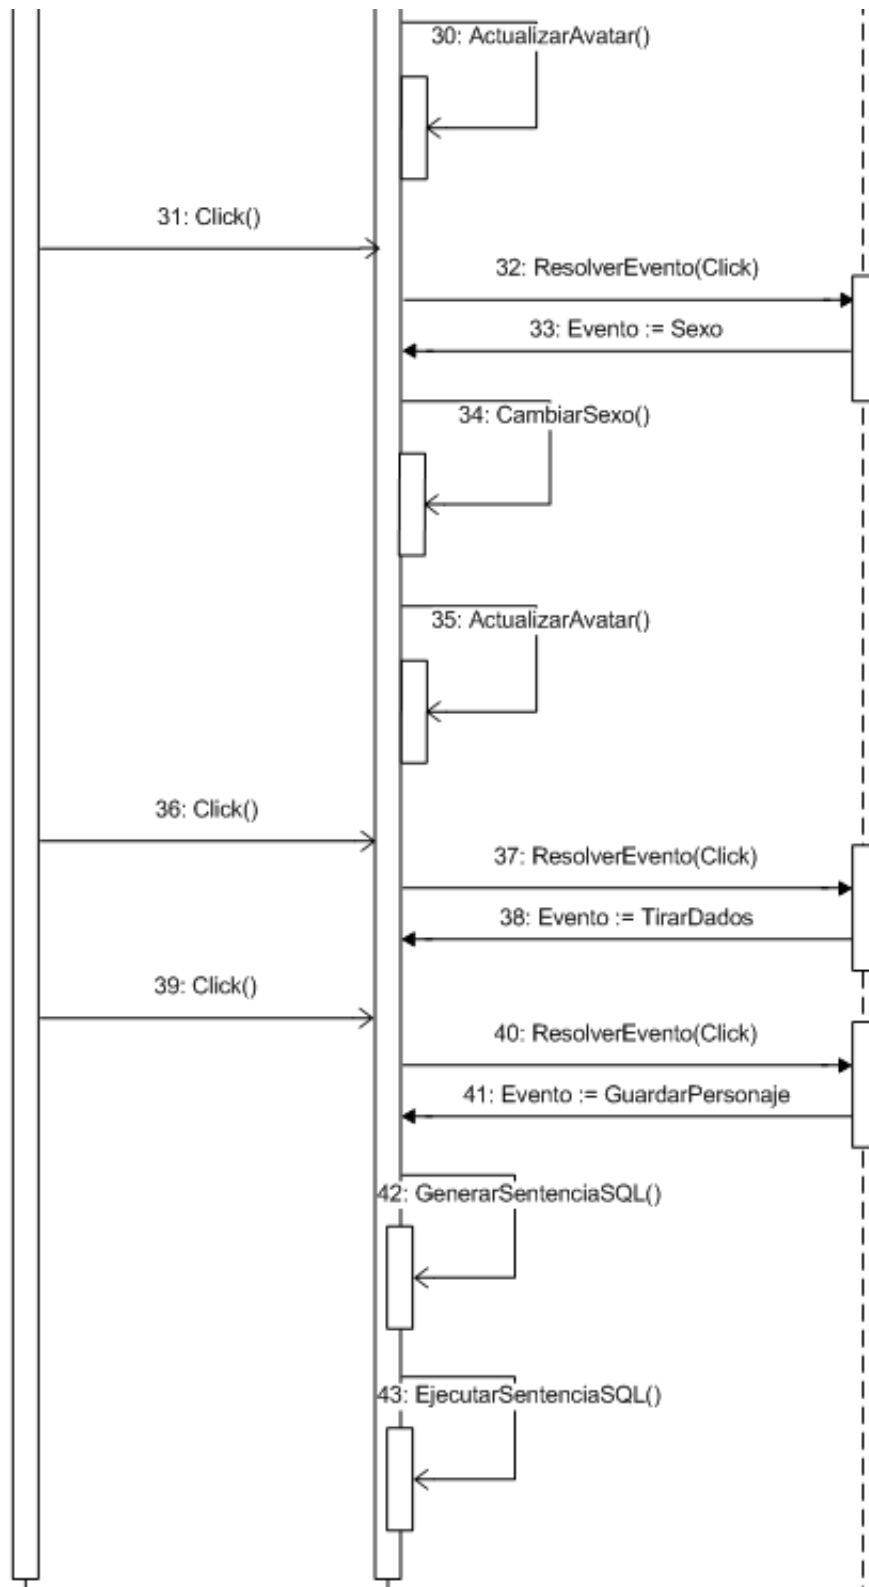 30: ActualizarAvatar()
31: Click()
32: ResolverEvento(Click)
33: Evento := Sexo
34: CambiarSexo()
35: ActualizarAvatar()
36: Click()
37: ResolverEvento(Click)
38: Evento := TirarDados
39: Click()
40: ResolverEvento(Click)
41: Evento := GuardarPersonaje
42: GenerarSentenciaSQL()
43: EjecutarSentenciaSQL()